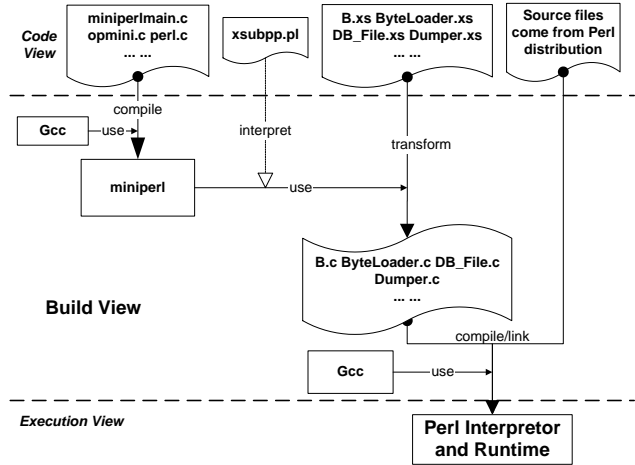 Code
View
miniperlmain.c
opmini.c perl.c
... ...
xsubpp.pl
B.xs ByteLoader.xs
DB_File.xs Dumper.xs
... ...
Source files
come from Perl
distribution
compile
Gcc
use
interpret
transform
miniperl
use
B.c ByteLoader.c DB_File.c
Dumper.c
... ...
Build View
compile/link
Gcc
use
Execution View
Perl Interpretor
and Runtime